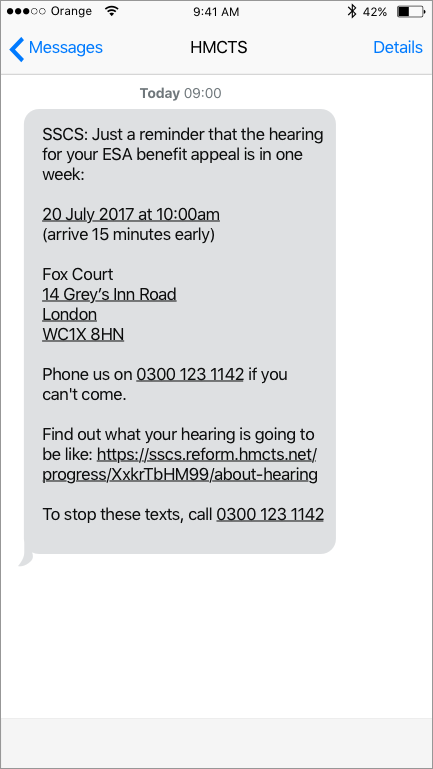 Orange 9:41 AM 42%
Messages HMCTS Details
Today 09:00
SSCS: Just a reminder that the hearing
for your ESA benefit appeal is in one
week:
20 July 2017 at 10:00am
(arrive 15 minutes early)
Fox Court
14 Grey’s Inn Road
London
WC1X 8HN
Phone us on 0300 123 1142 if you
can't come.
Find out what your hearing is going to
be like: https://sscs.reform.hmcts.net/
progress/XxkrTbHM99/about-hearing
To stop these texts, call 0300 123 1142